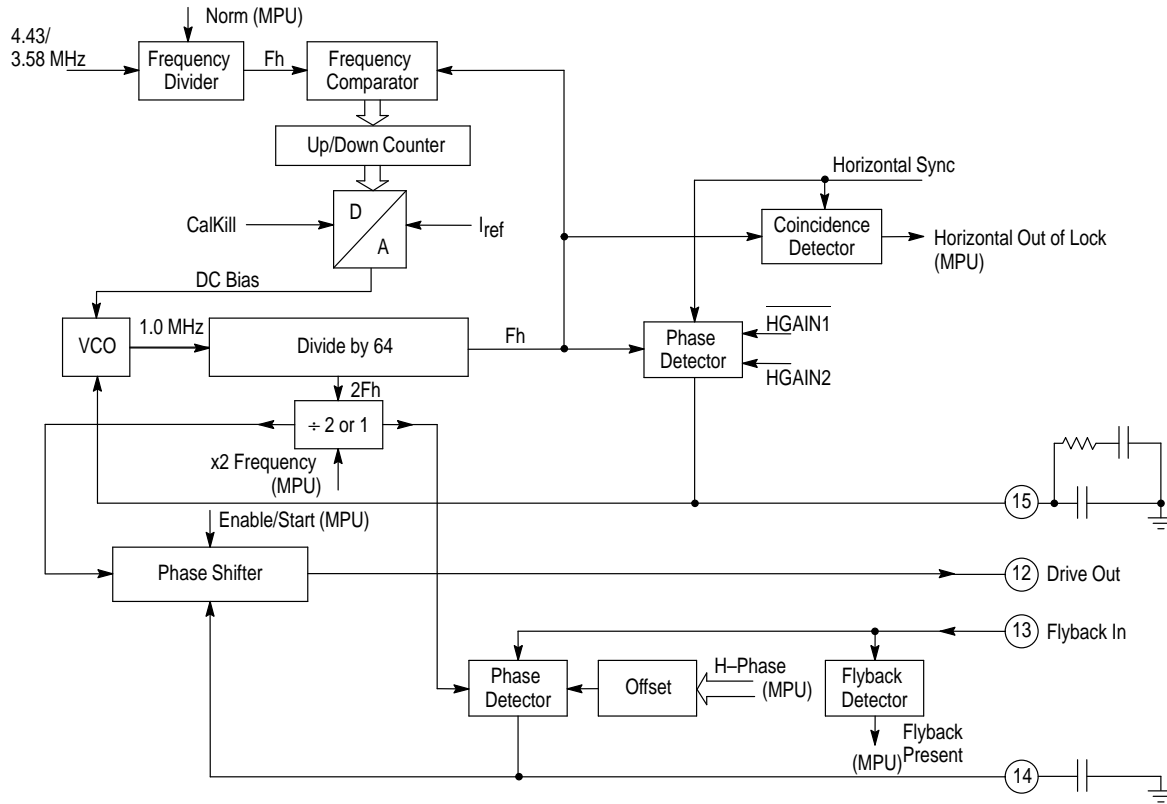 Norm (MPU)
4.43/
3.58 MHz
Frequency
Divider
Fh
Frequency
Comparator
Up/Down Counter
Horizontal Sync
D
A
CalKill
Iref
Coincidence
Detector
Horizontal Out of Lock
(MPU)
DC Bias
VCO
1.0 MHz
Divide by 64
Fh
Phase
Detector
HGAIN1
HGAIN2
2Fh
÷ 2 or 1
x2 Frequency
(MPU)
15
Enable/Start (MPU)
Phase Shifter
12
Drive Out
13
Flyback In
Phase
Detector
Offset
H–Phase
(MPU)
Flyback
Detector
Flyback
Present
(MPU)
14